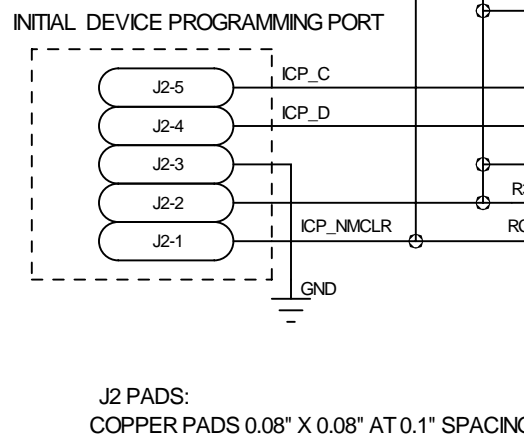 INITIAL DEVICE PROGRAMMING PORT
J2-5
ICP_C
J2-4
ICP_D
J2-3
J2-2
J2-1
ICP_NMCLR
GND
J2 PADS:
COPPER PADS 0.08" X 0.08" AT 0.1" SPACING